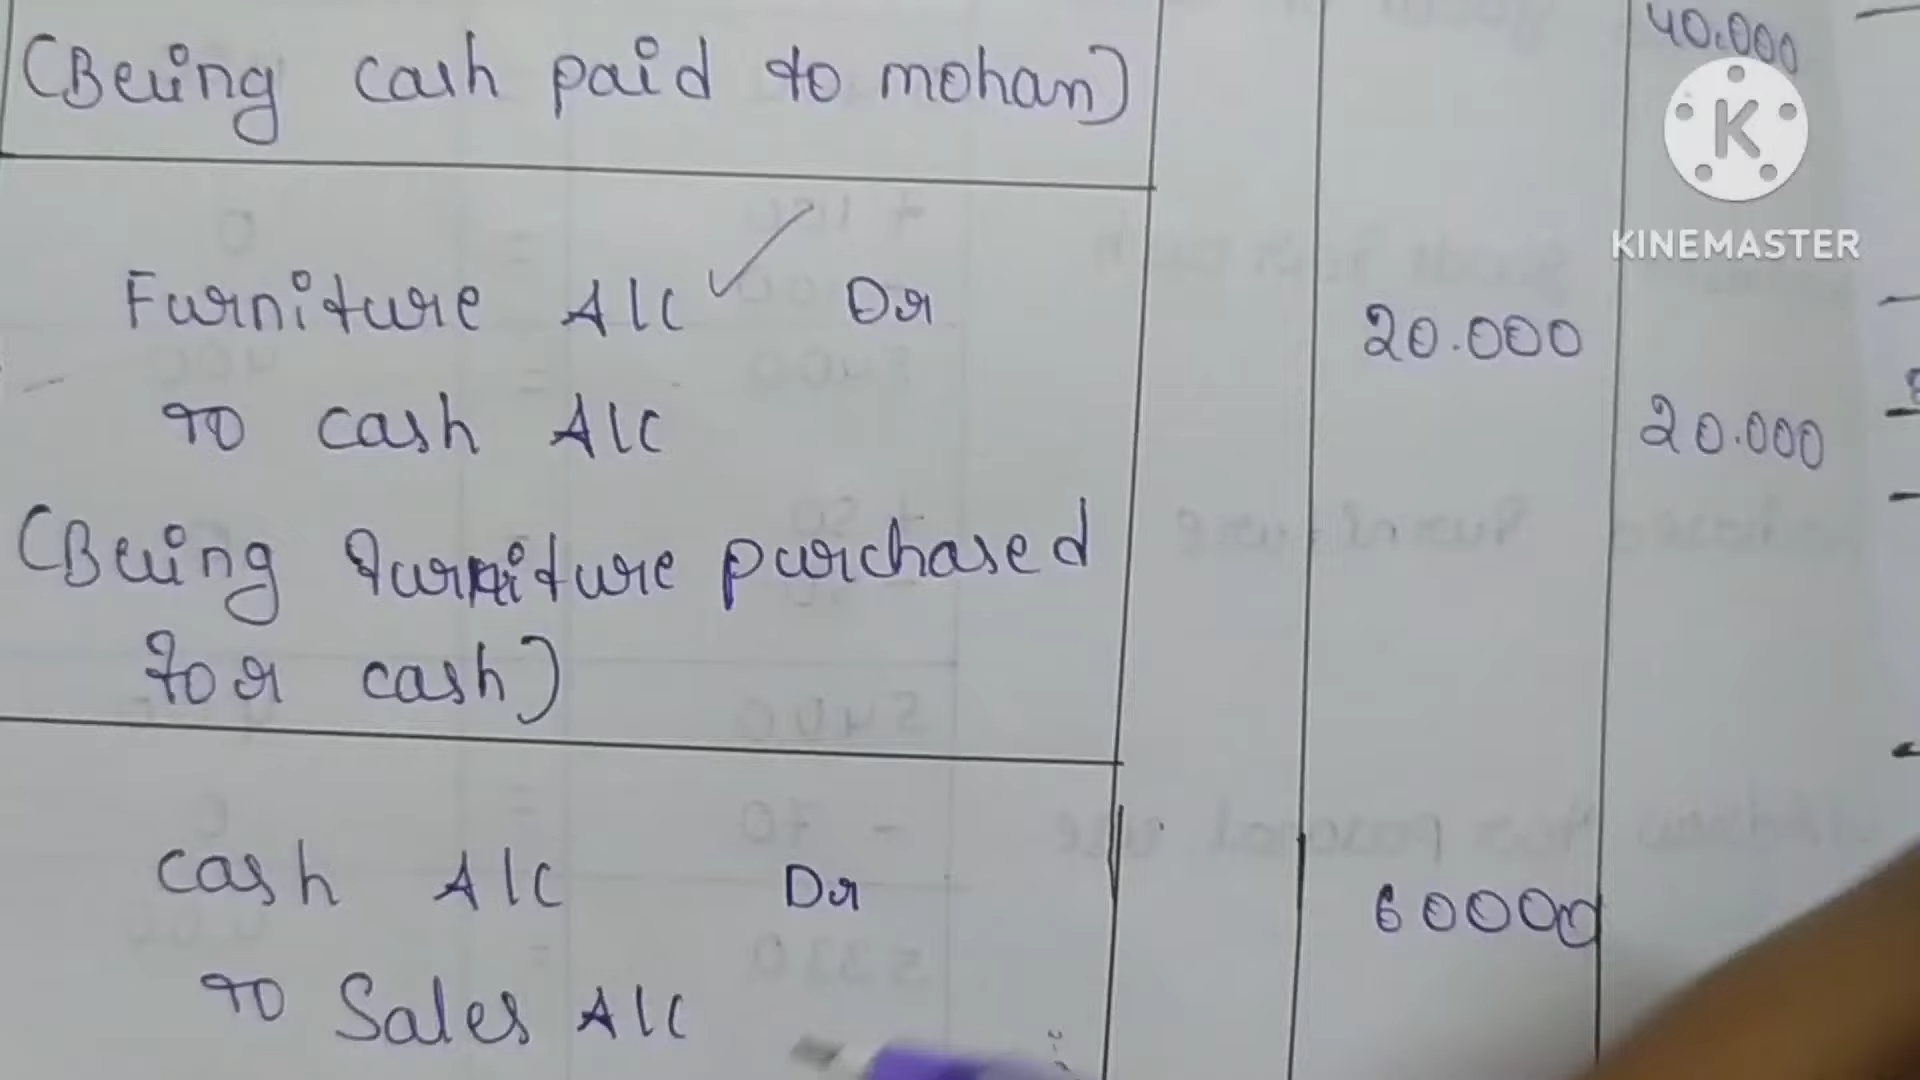 40.000
(Being cash paid to mohan)
K
KINEMASTER
Furniture A/C Dr 20.000
To cash A/C 20.000
(Being furniture purchased
for cash)
cash A/C Dr 60000
To Sales A/C